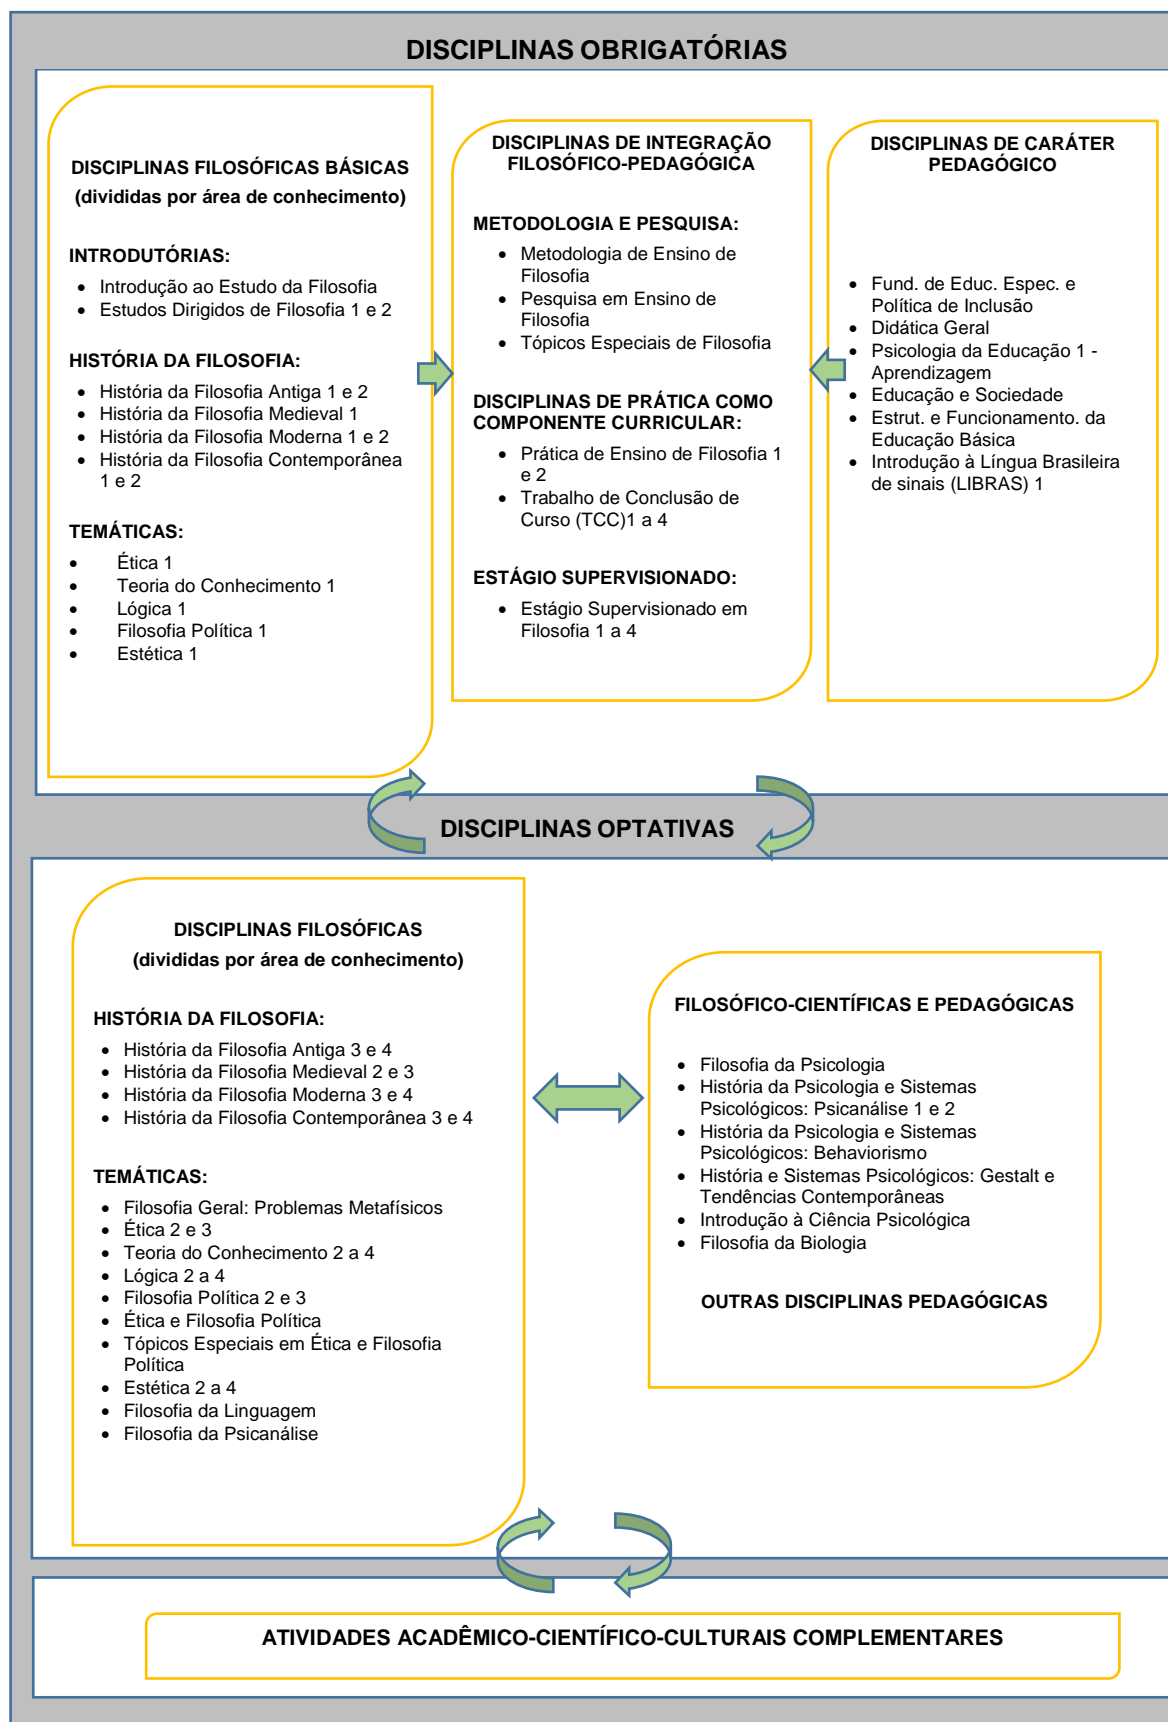 DISCIPLINAS OBRIGATÓRIAS
DISCIPLINAS FILOSÓFICAS BÁSICAS
(divididas por área de conhecimento)
INTRODUTÓRIAS:
• Introdução ao Estudo da Filosofia
• Estudos Dirigidos de Filosofia 1 e 2
HISTÓRIA DA FILOSOFIA:
• História da Filosofia Antiga 1 e 2
• História da Filosofia Medieval 1
• História da Filosofia Moderna 1 e 2
• História da Filosofia Contemporânea
1 e 2
TEMÁTICAS:
• Ética 1
• Teoria do Conhecimento 1
• Lógica 1
• Filosofia Política 1
• Estética 1
DISCIPLINAS DE INTEGRAÇÃO
FILOSÓFICO-PEDAGÓGICA
METODOLOGIA E PESQUISA:
• Metodologia de Ensino de
Filosofia
• Pesquisa em Ensino de
Filosofia
• Tópicos Especiais de Filosofia
DISCIPLINAS DE PRÁTICA COMO
COMPONENTE CURRICULAR:
• Prática de Ensino de Filosofia 1
e 2
• Trabalho de Conclusão de
Curso (TCC)1 a 4
ESTÁGIO SUPERVISIONADO:
• Estágio Supervisionado em
Filosofia 1 a 4
DISCIPLINAS DE CARÁTER
PEDAGÓGICO
• Fund. de Educ. Espec. e
Política de Inclusão
• Didática Geral
• Psicologia da Educação 1 -
Aprendizagem
• Educação e Sociedade
• Estrut. e Funcionamento. da
Educação Básica
• Introdução à Língua Brasileira
de sinais (LIBRAS) 1
DISCIPLINAS OPTATIVAS
DISCIPLINAS FILOSÓFICAS
(divididas por área de conhecimento)
HISTÓRIA DA FILOSOFIA:
• História da Filosofia Antiga 3 e 4
• História da Filosofia Medieval 2 e 3
• História da Filosofia Moderna 3 e 4
• História da Filosofia Contemporânea 3 e 4
TEMÁTICAS:
• Filosofia Geral: Problemas Metafísicos
• Ética 2 e 3
• Teoria do Conhecimento 2 a 4
• Lógica 2 a 4
• Filosofia Política 2 e 3
• Ética e Filosofia Política
• Tópicos Especiais em Ética e Filosofia
Política
• Estética 2 a 4
• Filosofia da Linguagem
• Filosofia da Psicanálise
FILOSÓFICO-CIENTÍFICAS E PEDAGÓGICAS
• Filosofia da Psicologia
• História da Psicologia e Sistemas
Psicológicos: Psicanálise 1 e 2
• História da Psicologia e Sistemas
Psicológicos: Behaviorismo
• História e Sistemas Psicológicos: Gestalt e
Tendências Contemporâneas
• Introdução à Ciência Psicológica
• Filosofia da Biologia
OUTRAS DISCIPLINAS PEDAGÓGICAS
ATIVIDADES ACADÊMICO-CIENTÍFICO-CULTURAIS COMPLEMENTARES